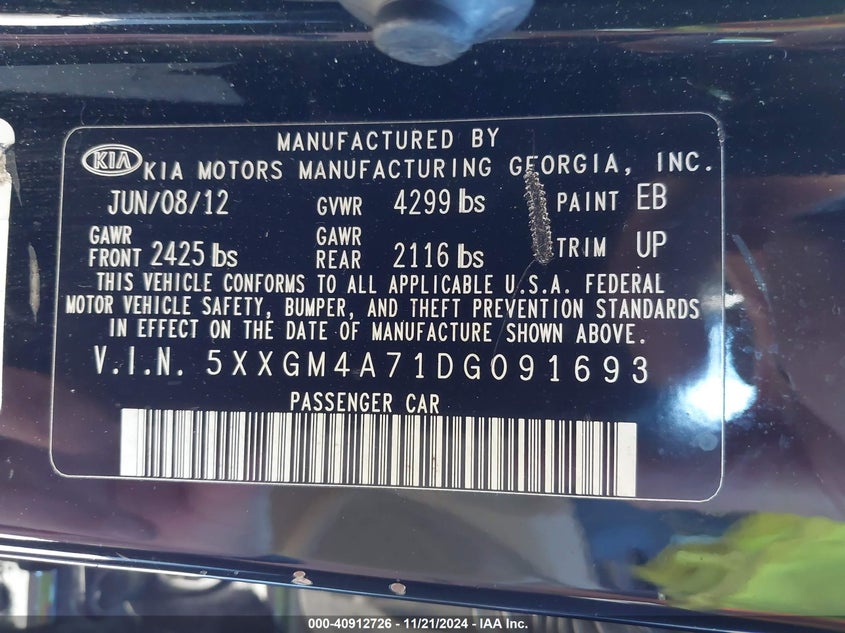 MANUFACTURED BY
KIA KIA MOTORS MANUFACTURING GEORGIA, INC.
JUN/08/12 GVWR 4299 lbs PAINT EB
GAWR FRONT 2425 lbs GAWR REAR 2116 lbs TRIM UP
THIS VEHICLE CONFORMS TO ALL APPLICABLE U.S.A. FEDERAL
MOTOR VEHICLE SAFETY, BUMPER, AND THEFT PREVENTION STANDARDS
IN EFFECT ON THE DATE OF MANUFACTURE SHOWN ABOVE.
V.I.N. 5XXGM4A71DG091693
PASSENGER CAR
000-40912726 - 11/21/2024 - IAA Inc.